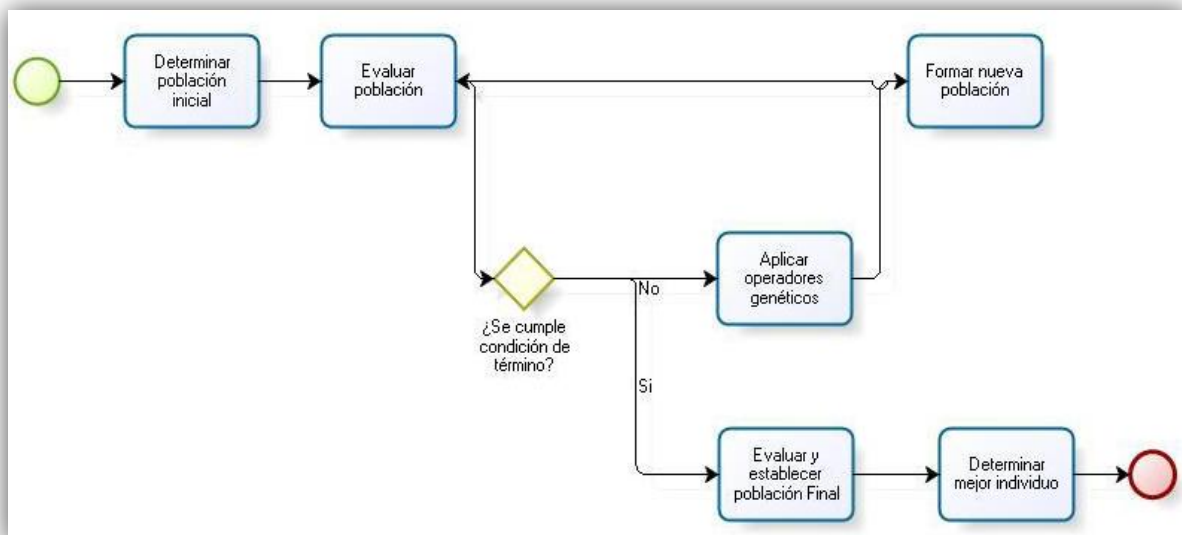 Determinar
población
inicial
Evaluar
población
Formar nueva
población
¿Se cumple
condición de
término?
No
Aplicar
operadores
genéticos
Si
Evaluar y
establecer
población Final
Determinar
mejor individuo